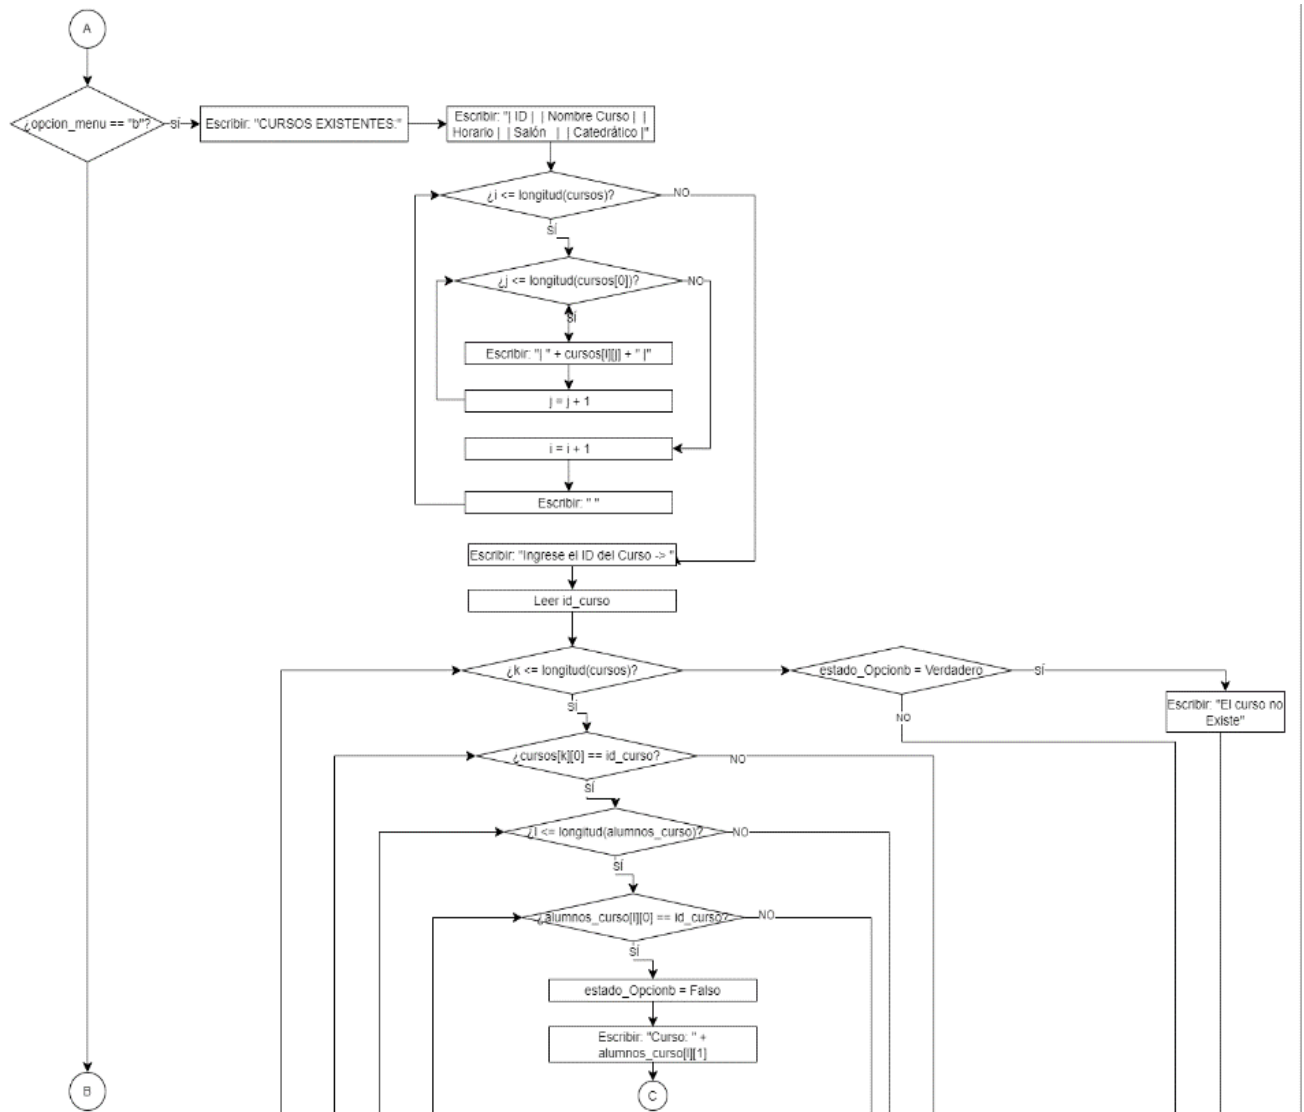 A
¿opcion_menu == "b"?
SÍ
Escribir: "CURSOS EXISTENTES:"
Escribir: "| ID | | Nombre Curso | |
Horario | | Salón | | Catedrático |"
¿i <= longitud(cursos)?
NO
SÍ
¿j <= longitud(cursos[0])?
NO
SÍ
Escribir: "| " + cursos[i][j] + " |"
j = j + 1
i = i + 1
Escribir: " "
Escribir: "Ingrese el ID del Curso -> "
Leer id_curso
¿k <= longitud(cursos)?
estado_Opcionb = Verdadero
SÍ
SÍ
NO
Escribir: "El curso no
Existe"
¿cursos[k][0] == id_curso?
NO
SÍ
¿l <= longitud(alumnos_curso)?
NO
SÍ
¿alumnos_curso[l][0] == id_curso?
NO
SÍ
estado_Opcionb = Falso
Escribir: "Curso: " +
alumnos_curso[l][1]
B
C